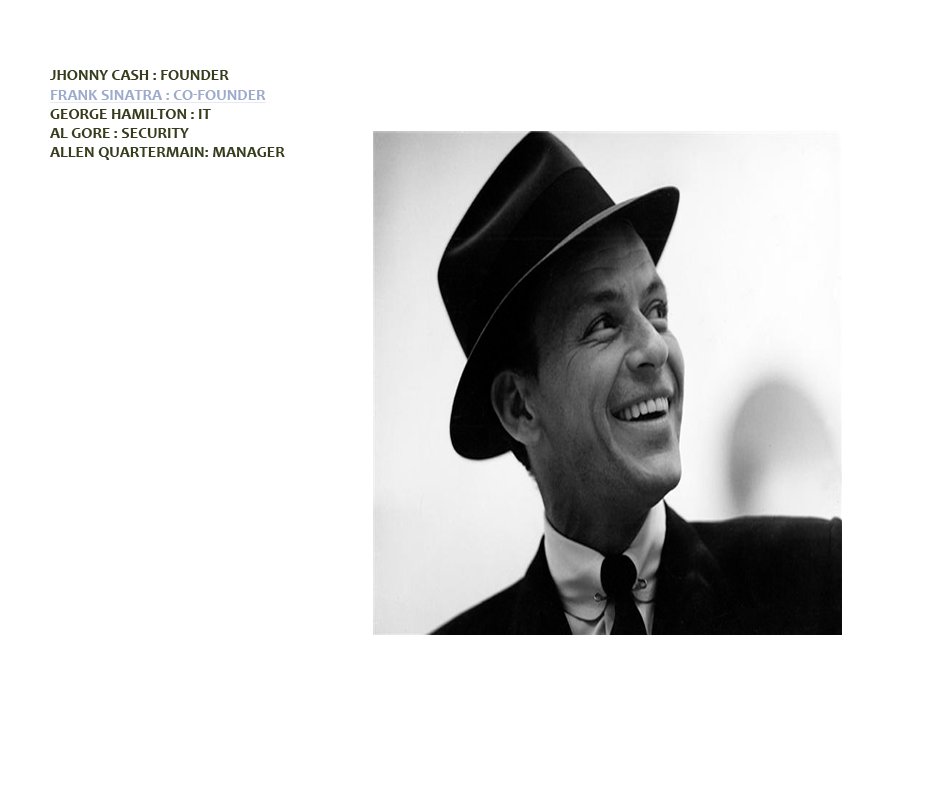 JHONNY CASH : FOUNDER
FRANK SINATRA : CO-FOUNDER
GEORGE HAMILTON : IT
AL GORE : SECURITY
ALLEN QUARTERMAIN: MANAGER